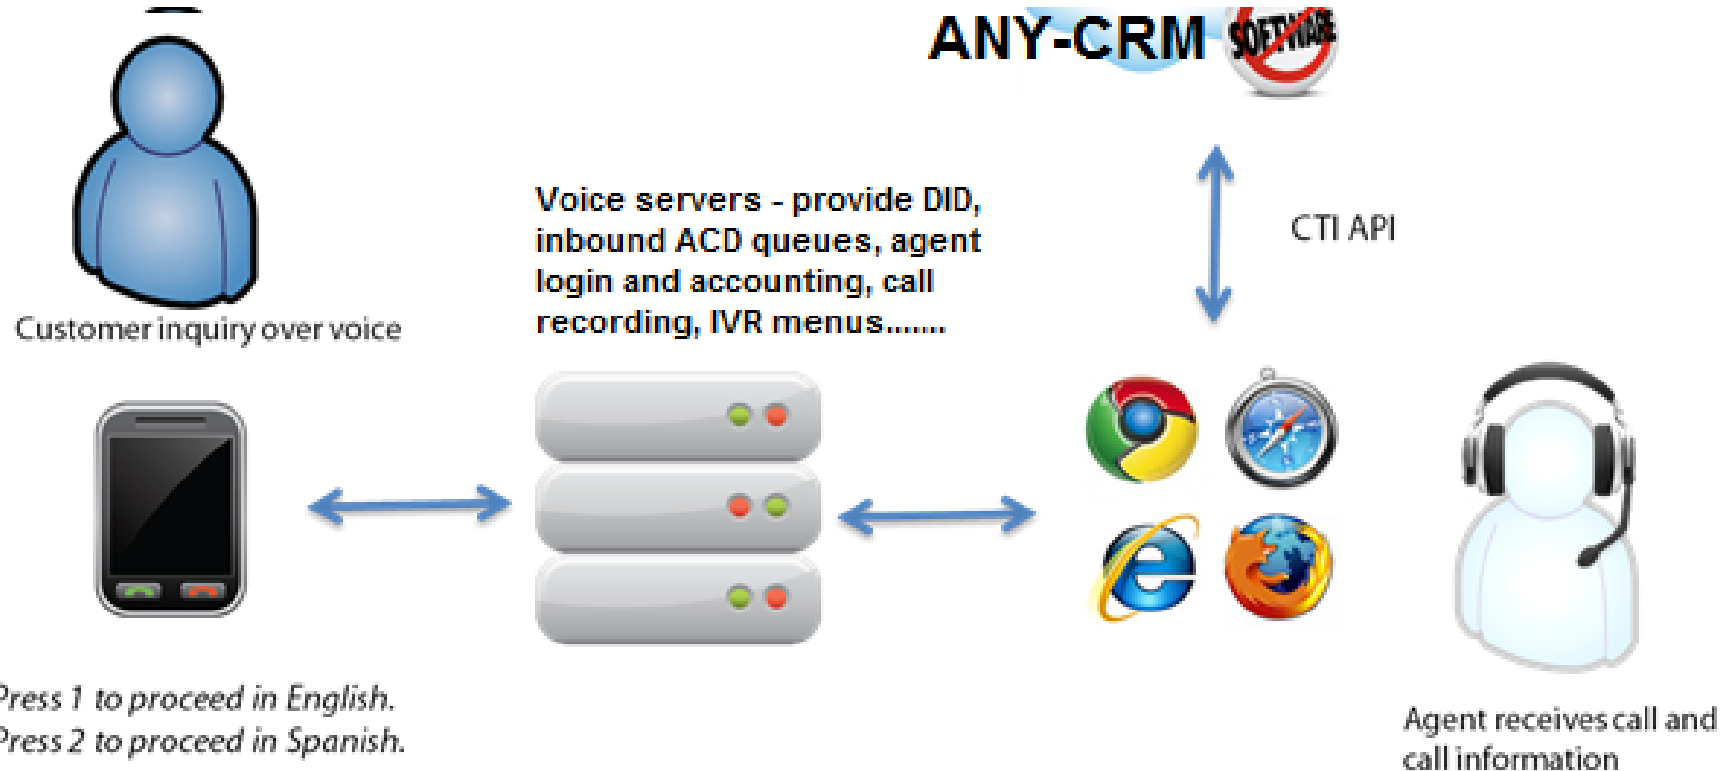 ANY-CRM
SOFTWARE
Voice servers - provide DID,
inbound ACD queues, agent
login and accounting, call
recording, IVR menus.......
CTI API
Customer inquiry over voice
Press 1 to proceed in English.
Press 2 to proceed in Spanish.
Agent receives call and
call information